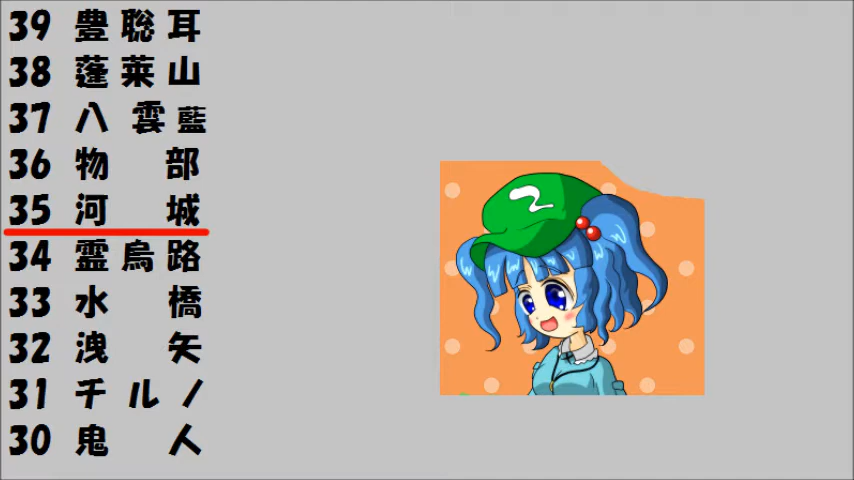 39 豊聡耳
38 蓬莱山
37 八雲藍
36 物部
35 河城
34 霊烏路
33 水橋
32 洩矢
31 チルノ
30 鬼人